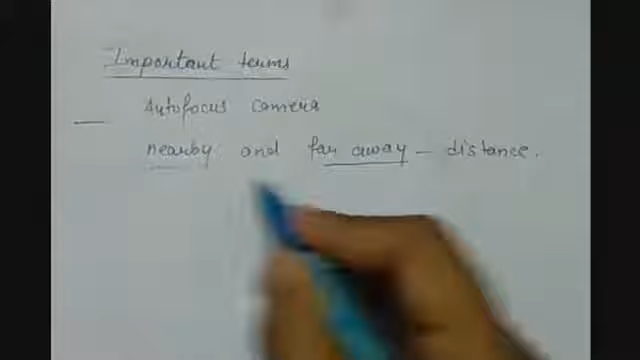 Important terms
Autofocus camera
nearby and far away – distance.